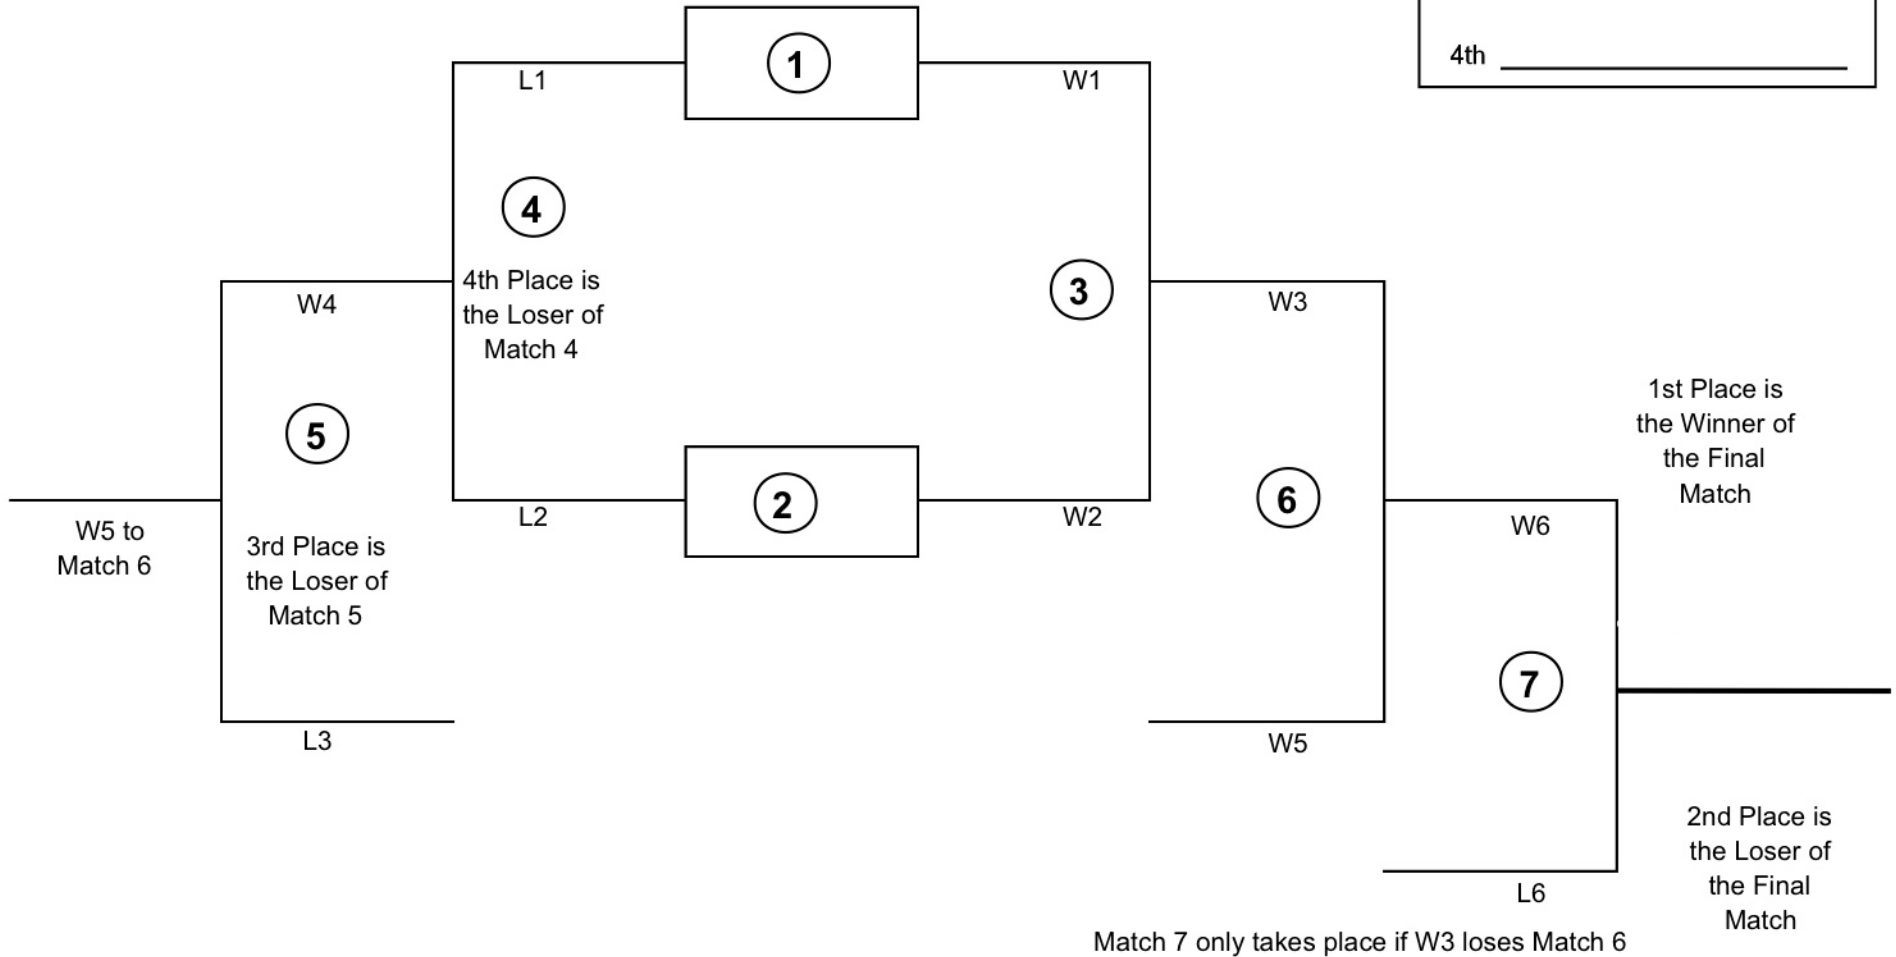 1
4th
L1
W1
4
4th Place is
the Loser of
Match 4
3
W4
W3
5
1st Place is
the Winner of
the Final
Match
6
2
L2
W2
W6
W5 to
Match 6
3rd Place is
the Loser of
Match 5
7
L3
W5
2nd Place is
the Loser of
the Final
Match
L6
Match 7 only takes place if W3 loses Match 6